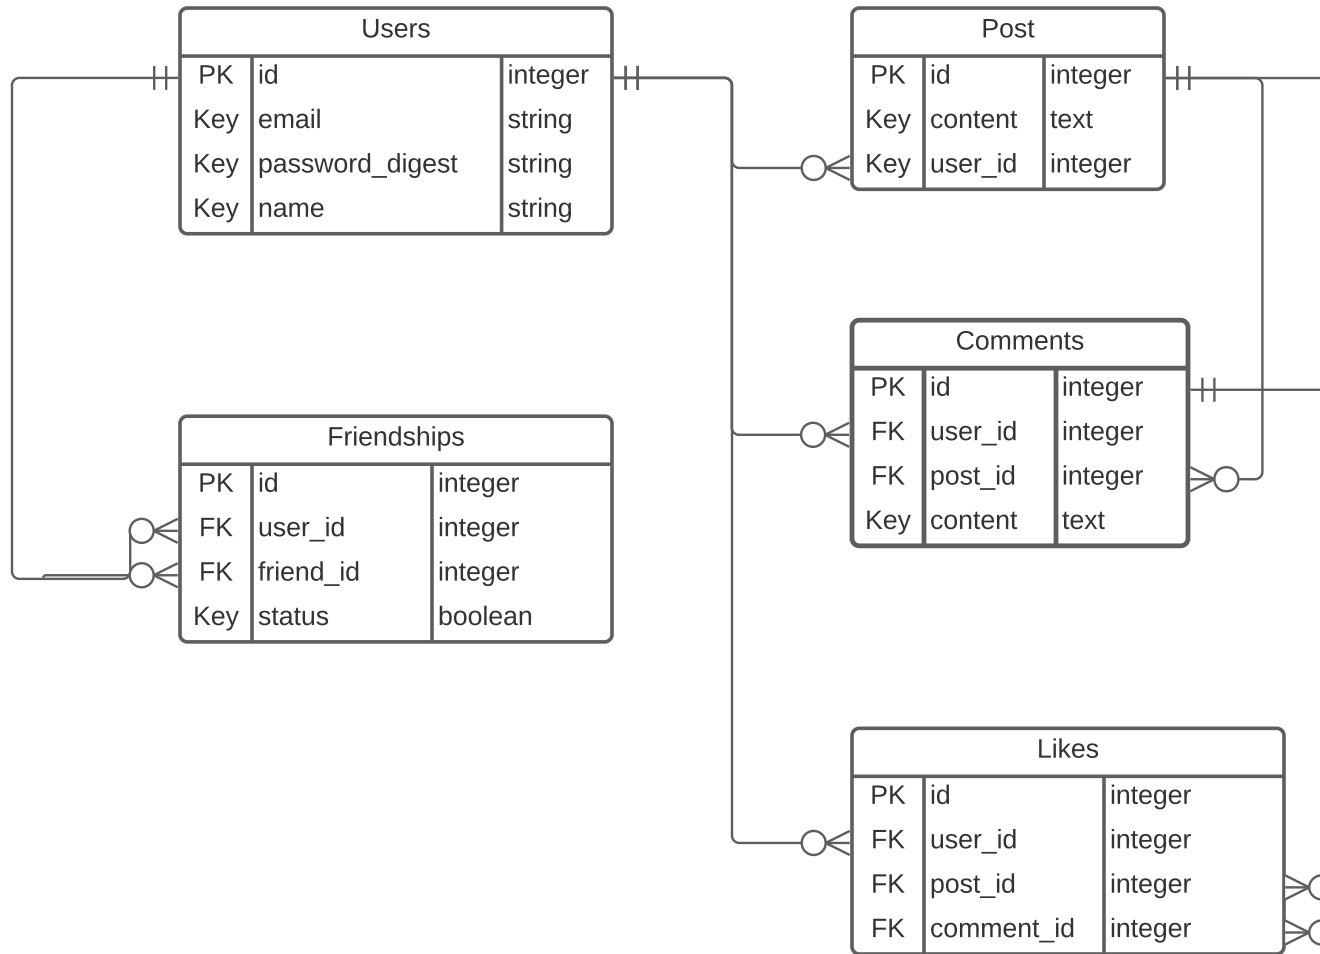 Users
PK id integer
Key email string
Key password_digest string
Key name string
Friendships
PK id integer
FK user_id integer
FK friend_id integer
Key status boolean
Post
PK id integer
Key content text
Key user_id integer
Comments
PK id integer
FK user_id integer
FK post_id integer
Key content text
Likes
PK id integer
FK user_id integer
FK post_id integer
FK comment_id integer